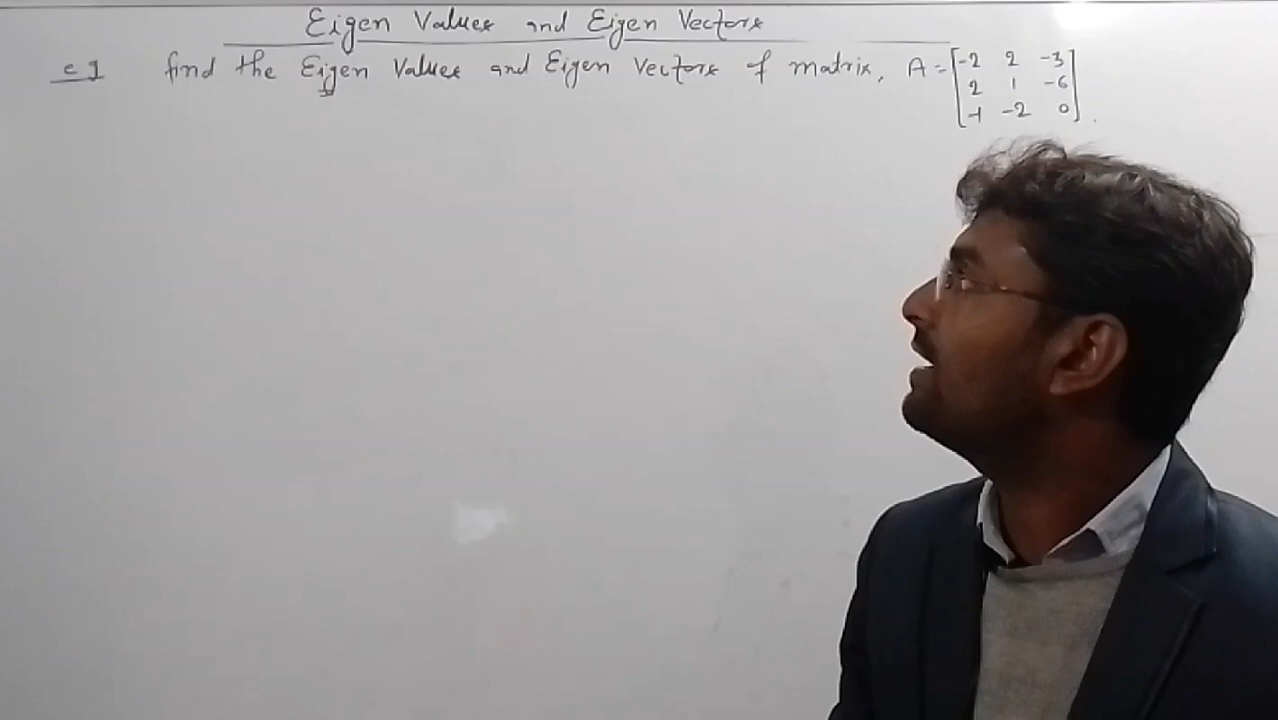 Eigen Values and Eigen Vectors
eg find the Eigen Values and Eigen Vectors of matrix, A = [-2 2 -3
2 1 -6
-1 -2 0].